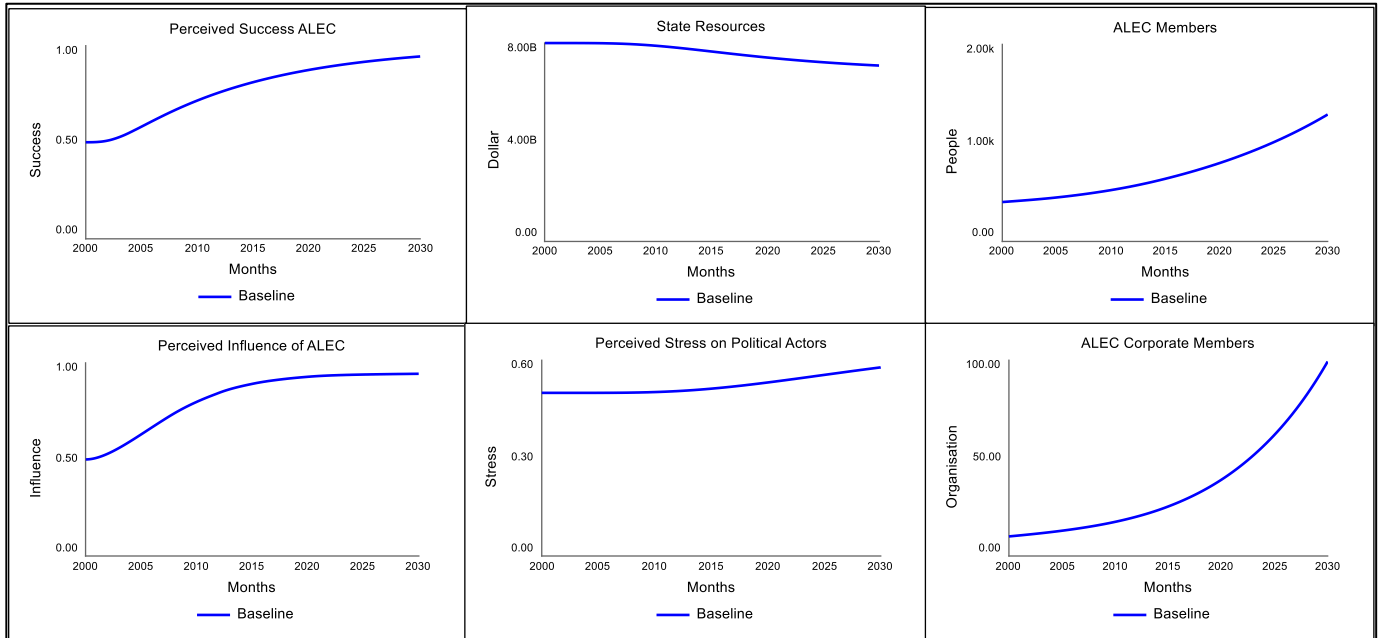 Perceived Success ALEC
1.00
0.50
0.00
Success
2000 2005 2010 2015 2020 2025 2030
Months
Baseline
State Resources
8.00B
4.00B
0.00
Dollar
2000 2005 2010 2015 2020 2025 2030
Months
Baseline
ALEC Members
2.00k
1.00k
0.00
People
2000 2005 2010 2015 2020 2025 2030
Months
Baseline
Perceived Influence of ALEC
1.00
0.50
0.00
Influence
2000 2005 2010 2015 2020 2025 2030
Months
Baseline
Perceived Stress on Political Actors
0.60
0.30
0.00
Stress
2000 2005 2010 2015 2020 2025 2030
Months
Baseline
ALEC Corporate Members
100.00
50.00
0.00
Organisation
2000 2005 2010 2015 2020 2025 2030
Months
Baseline